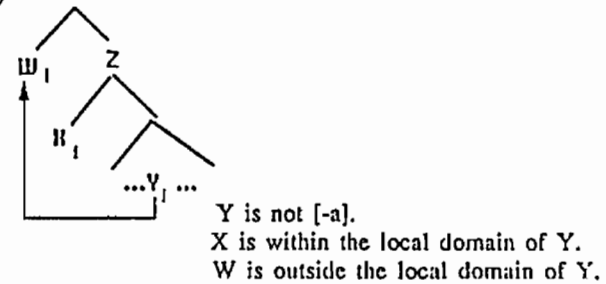 W i Z
X i
...Y i ...
Y is not [-a].
X is within the local domain of Y.
W is outside the local domain of Y.